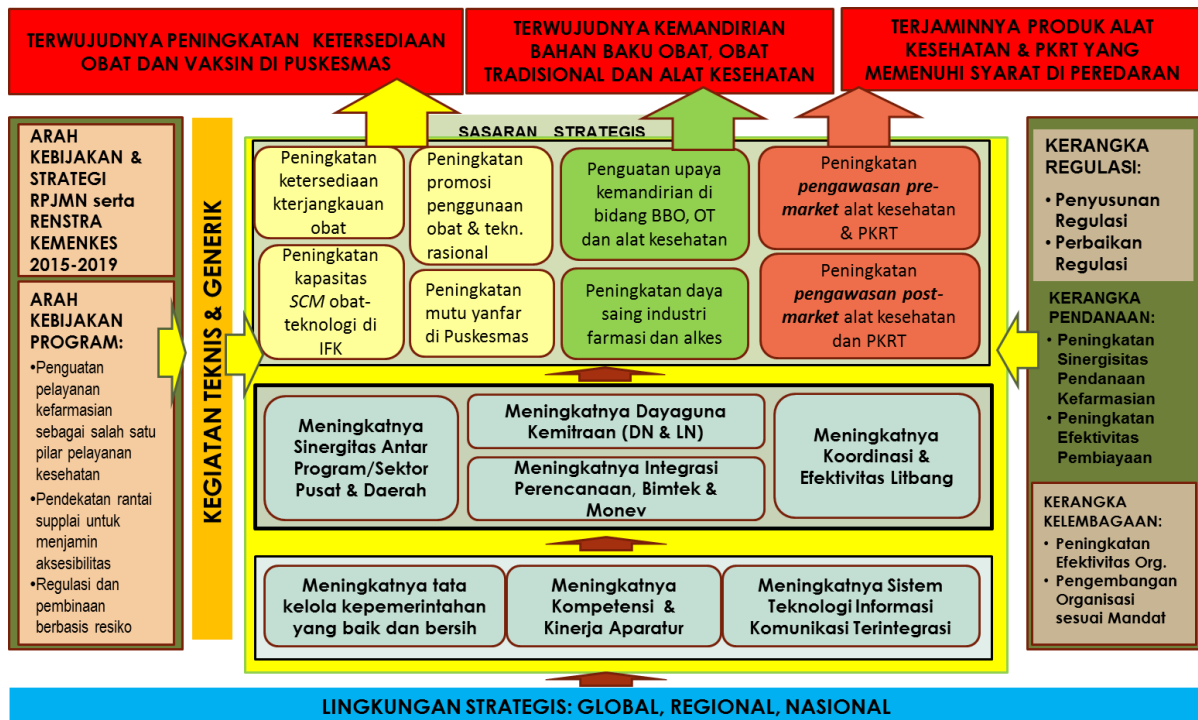 TERWUJUDNYA PENINGKATAN KETERSEDIAAN
OBAT DAN VAKSIN DI PUSKESMAS
TERWUJUDNYA KEMANDIRIAN
BAHAN BAKU OBAT, OBAT
TRADISIONAL DAN ALAT KESEHATAN
TERJAMINNYA PRODUK ALAT
KESEHATAN & PKRT YANG
MEMENUHI SYARAT DI PEREDARAN
ARAH
KEBIJAKAN &
STRATEGI
RPJMN serta
RENSTRA
KEMENKES
2015-2019
ARAH
KEBIJAKAN
PROGRAM:
•Penguatan
pelayanan
kefarmasian
sebagai salah satu
pilar pelayanan
kesehatan
•Pendekatan rantai
supplai untuk
menjamin
aksesibilitas
•Regulasi dan
pembinaan
berbasis resiko
KEGIATAN TEKNIS & GENERIK
SASARAN STRATEGIS
Peningkatan
ketersediaan
kterjangkauan
obat
Peningkatan
promosi
penggunaan
obat & tekn.
rasional
Penguatan upaya
kemandirian di
bidang BBO, OT
dan alat kesehatan
Peningkatan
pengawasan pre-
market alat kesehatan
& PKRT
Peningkatan
kapasitas
SCM obat-
teknologi di
IFK
Peningkatan
mutu yanfar
di Puskesmas
Peningkatan daya
saing industri
farmasi dan alkes
Peningkatan
pengawasan post-
market alat kesehatan
dan PKRT
Meningkatnya
Sinergitas Antar
Program/Sektor
Pusat & Daerah
Meningkatnya Dayaguna
Kemitraan (DN & LN)
Meningkatnya Integrasi
Perencanaan, Bimtek &
Monev
Meningkatnya
Koordinasi &
Efektivitas Litbang
Meningkatnya tata
kelola kepemerintahan
yang baik dan bersih
Meningkatnya
Kompetensi &
Kinerja Aparatur
Meningkatnya Sistem
Teknologi Informasi
Komunikasi Terintegrasi
KERANGKA
REGULASI:
• Penyusunan
Regulasi
• Perbaikan
Regulasi
KERANGKA
PENDANAAN:
• Peningkatan
Sinergisitas
Pendanaan
Kefarmasian
• Peningkatan
Efektivitas
Pembiayaan
KERANGKA
KELEMBAGAAN:
• Peningkatan
Efektivitas Org.
• Pengembangan
Organisasi
sesuai Mandat
LINGKUNGAN STRATEGIS: GLOBAL, REGIONAL, NASIONAL